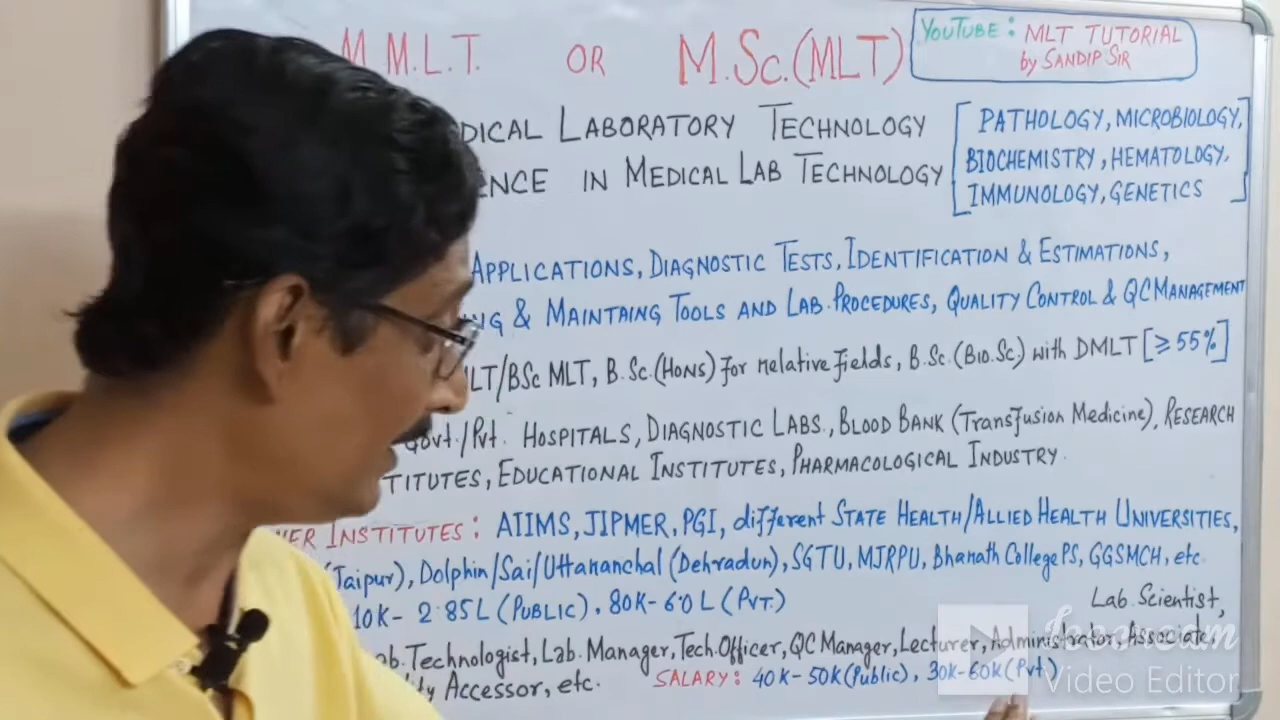 M.M.L.T. OR M.Sc.(MLT)
YOUTUBE: MLT TUTORIAL
by SANDIP SIR
DICAL LABORATORY TECHNOLOGY
ENCE IN MEDICAL LAB TECHNOLOGY
[PATHOLOGY, MICROBIOLOGY,
BIOCHEMISTRY, HEMATOLOGY,
IMMUNOLOGY, GENETICS]
APPLICATIONS, DIAGNOSTIC TESTS, IDENTIFICATION & ESTIMATIONS,
NG & MAINTAING TOOLS AND LAB. PROCEDURES, QUALITY CONTROL & QC MANAGEMENT
LT/BSc MLT, B.Sc.(HONS) for relative fields, B.Sc.(BIO.SC) with DMLT [≥55%]
Govt./Pvt. HOSPITALS, DIAGNOSTIC LABS., BLOOD BANK (Transfusion Medicine), RESEARCH
TITUTES, EDUCATIONAL INSTITUTES, PHARMACOLOGICAL INDUSTRY.
HER INSTITUTES: AIIMS, JIPMER, PGI, different STATE HEALTH/ALLIED HEALTH UNIVERSITIES,
(Jaipur), Dolphin/Sai/Uttaranchal (Dehradun), SGTU, MJRPU, Bharath College PS, GGSMCH, etc.
10K-2.85L (PUBLIC), 80K-6.0L (PVT.)
Lab. Scientist,
ab. Technologist, Lab. Manager, Tech. Officer, QC Manager, Lecturer, Administrator, Associate,
ty Accessor, etc. SALARY: 40K-50K (Public), 30K-60K (Pvt.)
Icecream
Video Editor